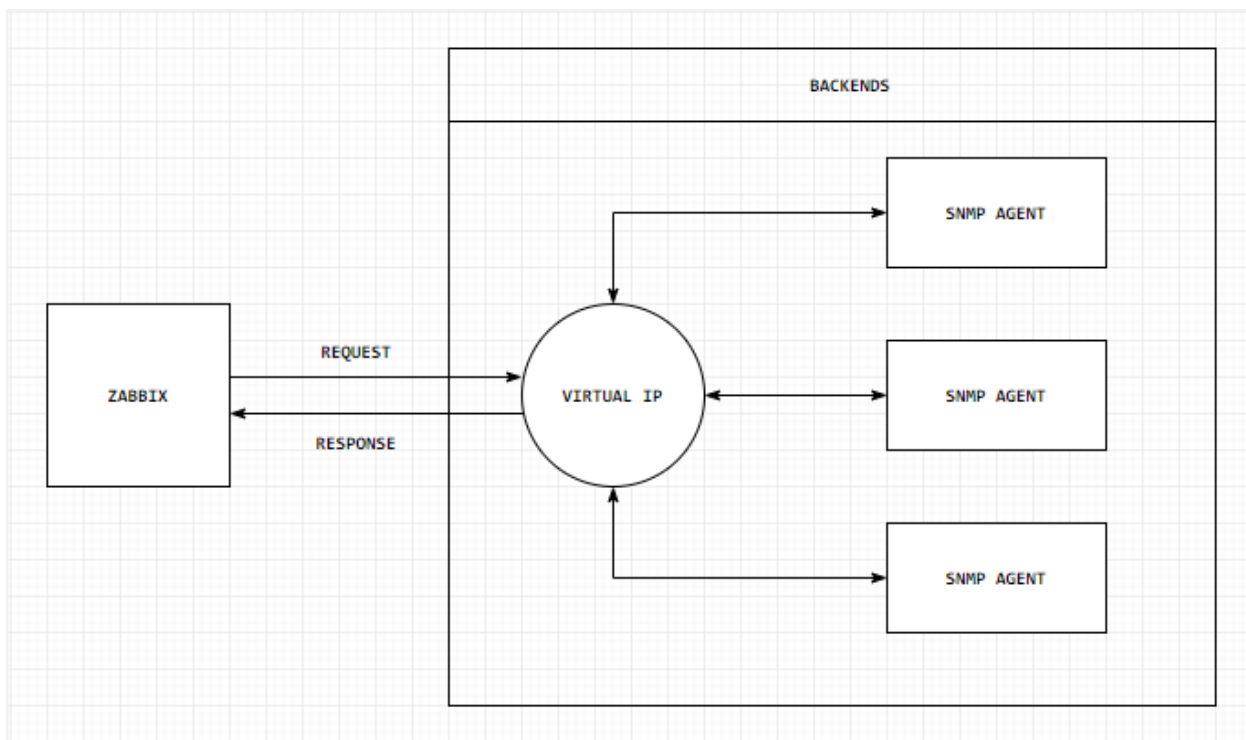 BACKENDS
SNMP AGENT
REQUEST
ZABBIX
VIRTUAL IP
SNMP AGENT
RESPONSE
SNMP AGENT